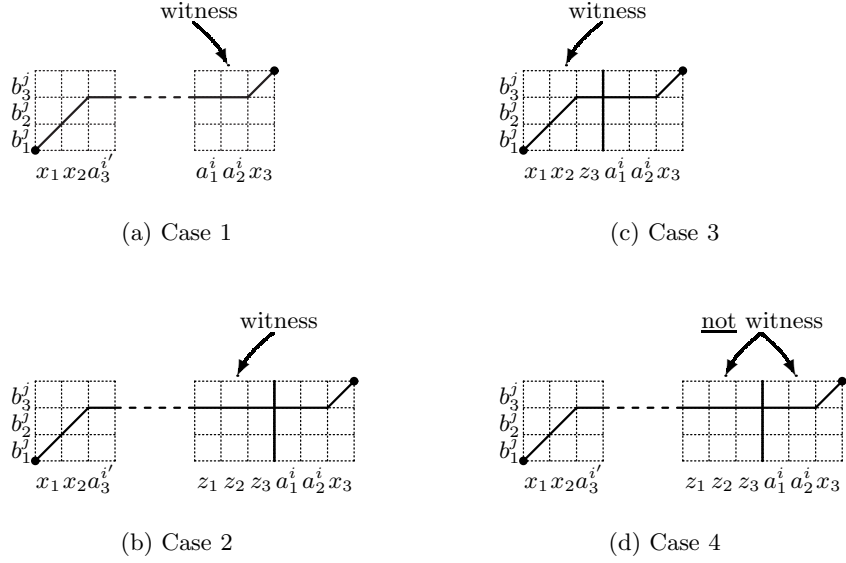 witness
b^j_3
b^j_2
b^j_1
x_1 x_2 a^{i'}_3
a^i_1 a^i_2 x_3
(a) Case 1
witness
b^j_3
b^j_2
b^j_1
x_1 x_2 z_3 a^i_1 a^i_2 x_3
(c) Case 3
witness
b^j_3
b^j_2
b^j_1
x_1 x_2 a^{i'}_3
z_1 z_2 z_3 a^i_1 a^i_2 x_3
(b) Case 2
not witness
b^j_3
b^j_2
b^j_1
x_1 x_2 a^{i'}_3
z_1 z_2 z_3 a^i_1 a^i_2 x_3
(d) Case 4